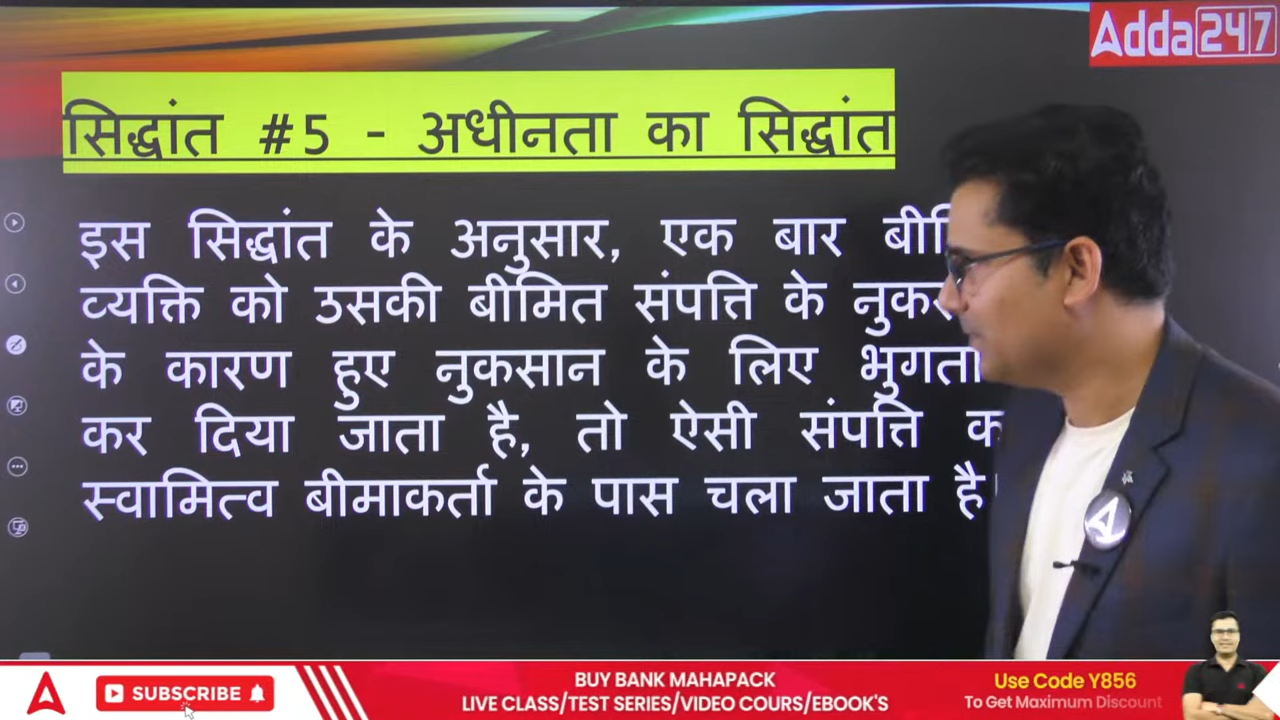 Adda247
सिद्धांत #5 - अधीनता का सिद्धांत
इस सिद्धांत के अनुसार, एक बार
व्यक्ति को उसकी बीमित संपत्ति के
के कारण हुए नुकसान के लिए
कर दिया जाता है, तो ऐसी संपत्ति
स्वामित्व बीमाकर्ता के पास चला जाता है
SUBSCRIBE
BUY BANK MAHAPACK
LIVE CLASS/TEST SERIES/VIDEO COURS/EBOOK'S
Use Code Y856
To Get Maximum Discount